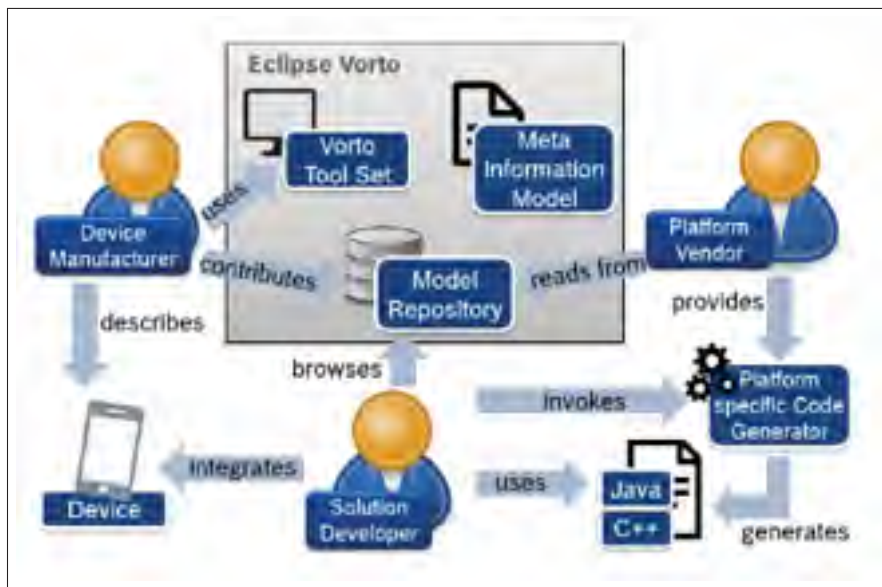 Eclipse Vorto
Vorto
Tool Set
Meta
Information
Model
uses
Device
Manufacturer
contributes
Model
Repository
reads from
Platform
Vendor
describes
provides
browses
invokes
Platform
specific Code
Generator
integrates
Device
Solution
Developer
uses
Java
C++
generates